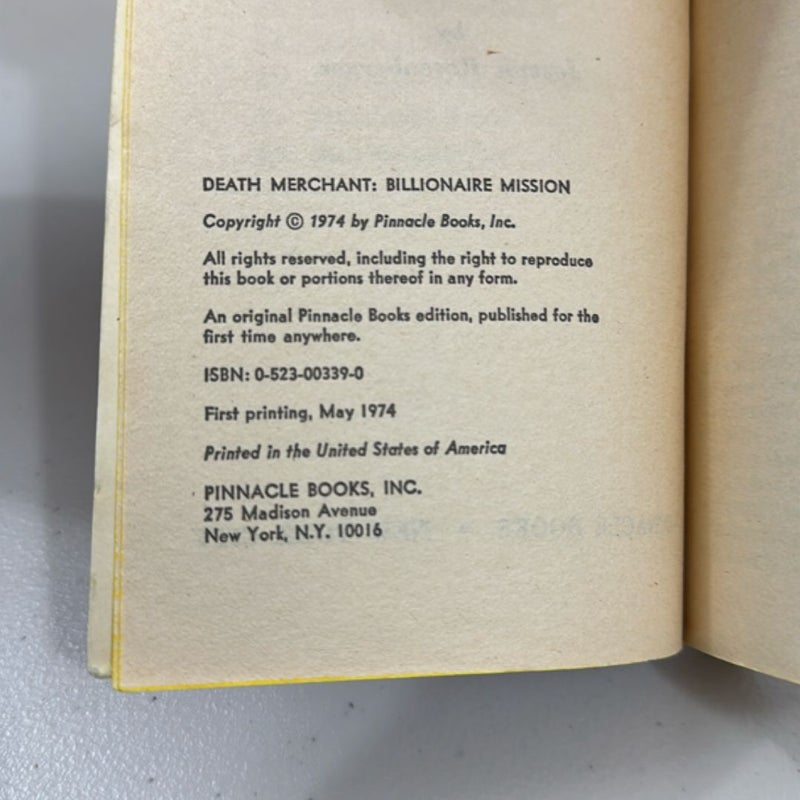 DEATH MERCHANT: BILLIONAIRE MISSION
Copyright © 1974 by Pinnacle Books, Inc.
All rights reserved, including the right to reproduce
this book or portions thereof in any form.
An original Pinnacle Books edition, published for the
first time anywhere.
ISBN: 0-523-00339-0
First printing, May 1974
Printed in the United States of America
PINNACLE BOOKS, INC.
275 Madison Avenue
New York, N.Y. 10016